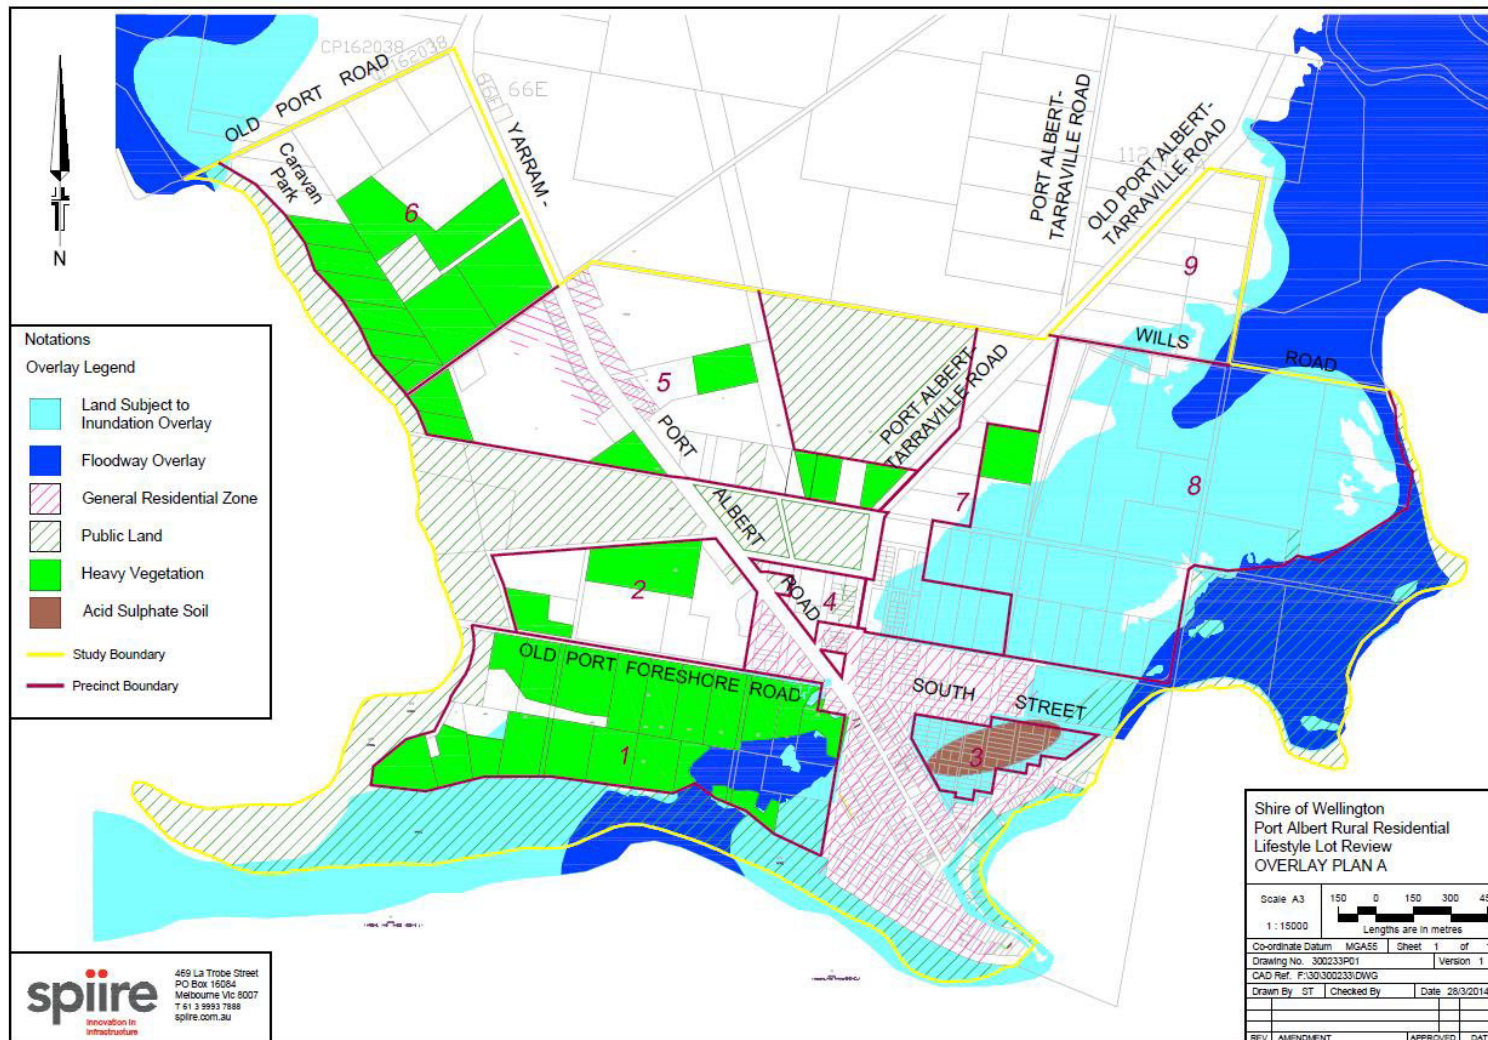 CP162038
CP162038
OLD PORT ROAD
66E
66F
YARRAM -
Caravan
Park
N
PORT ALBERT-
TARRAVILLE ROAD
OLD PORT ALBERT-
TARRAVILLE ROAD
6
9
WILLS
ROAD
5
PORT ALBERT-
TARRAVILLE ROAD
PORT
ALBERT
ROAD
7
8
2
4
OLD PORT FORESHORE ROAD
SOUTH
STREET
1
3
Notations
Overlay Legend
Land Subject to
Inundation Overlay
Floodway Overlay
General Residential Zone
Public Land
Heavy Vegetation
Acid Sulphate Soil
Study Boundary
Precinct Boundary
spiire
Innovation in
Infrastructure
469 La Trobe Street
PO Box 16084
Melbourne Vic 8007
T 61 3 9993 7888
spiire.com.au
Shire of Wellington
Port Albert Rural Residential
Lifestyle Lot Review
OVERLAY PLAN A
Scale A3
1 : 15000
150 0 150 300 45
Lengths are in metres
Co-ordinate Datum MGA55 Sheet 1 of 1
Drawing No. 300233P01 Version 1
CAD Ref. F:\30\300233\DWG
Drawn By ST Checked By Date 28/3/2014
REV AMENDMENT APPROVED DAT